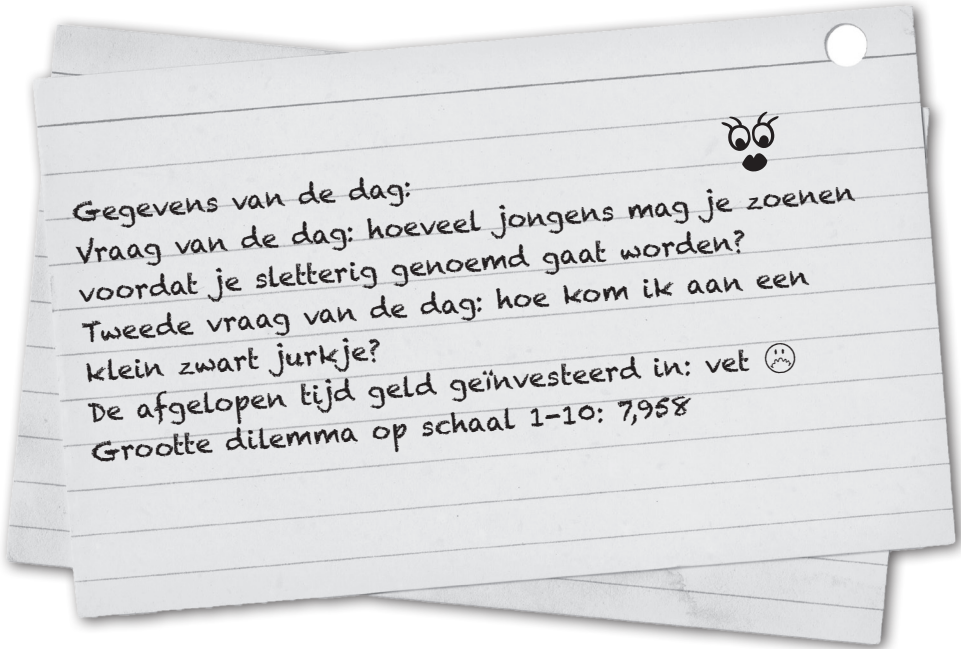 Gegevens van de dag:
Vraag van de dag: hoeveel jongens mag je zoenen
voordat je sletterig genoemd gaat worden?
Tweede vraag van de dag: hoe kom ik aan een
klein zwart jurkje?
De afgelopen tijd geld geïnvesteerd in: vet
Grootte dilemma op schaal 1-10: 7,958